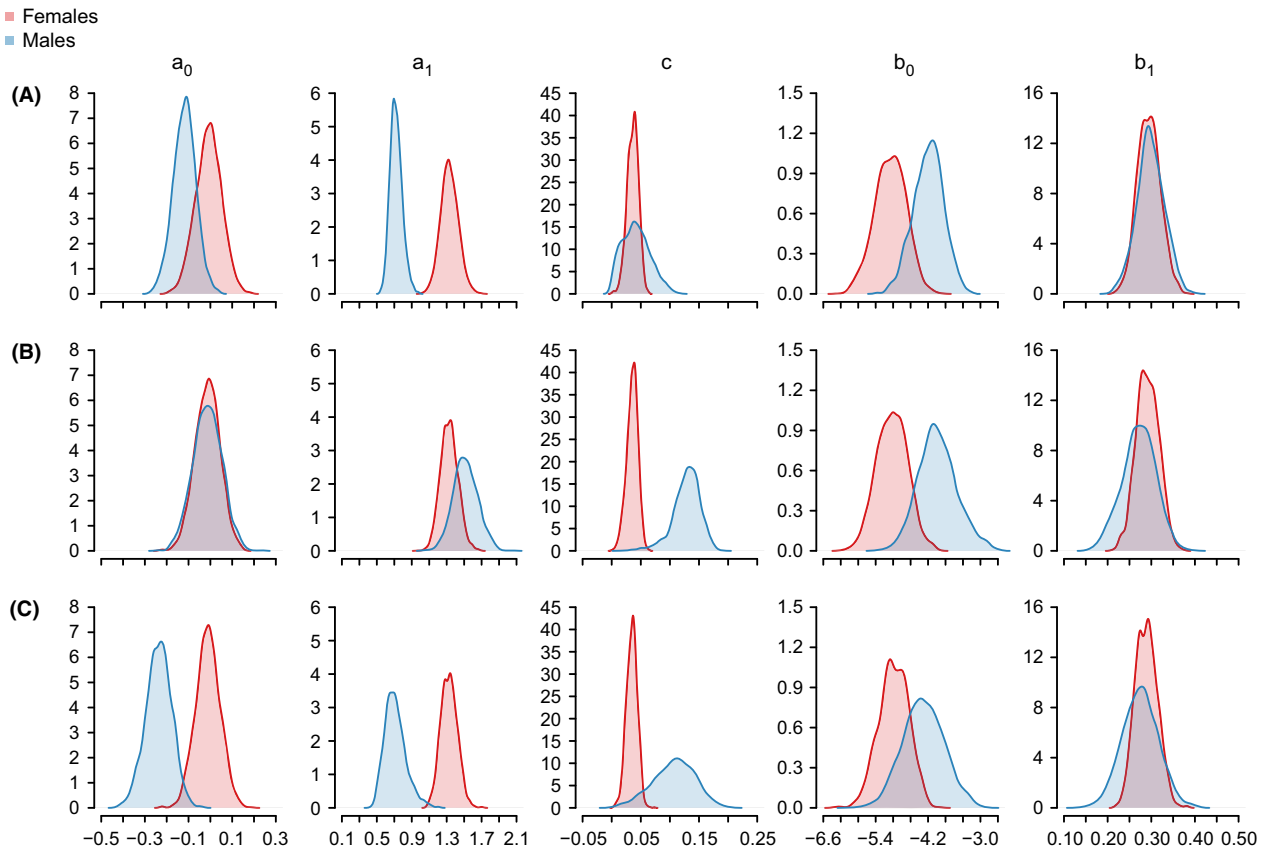 Females
Males
a0 a1 c b0 b1
(A) 8 7 6 5 4 3 2 1 0 6 5 4 3 2 1 0 45 40 35 30 25 20 15 10 5 0 1.5 1.2 0.9 0.6 0.3 0.0 16 12 8 4 0
(B) 8 7 6 5 4 3 2 1 0 6 5 4 3 2 1 0 45 40 35 30 25 20 15 10 5 0 1.5 1.2 0.9 0.6 0.3 0.0 16 12 8 4 0
(C) 8 7 6 5 4 3 2 1 0 6 5 4 3 2 1 0 45 40 35 30 25 20 15 10 5 0 1.5 1.2 0.9 0.6 0.3 0.0 16 12 8 4 0
−0.5 −0.3 −0.1 0.1 0.3 0.1 0.5 0.9 1.3 1.7 2.1 −0.05 0.05 0.15 0.25 −6.6 −5.4 −4.2 −3.0 0.10 0.20 0.30 0.40 0.50